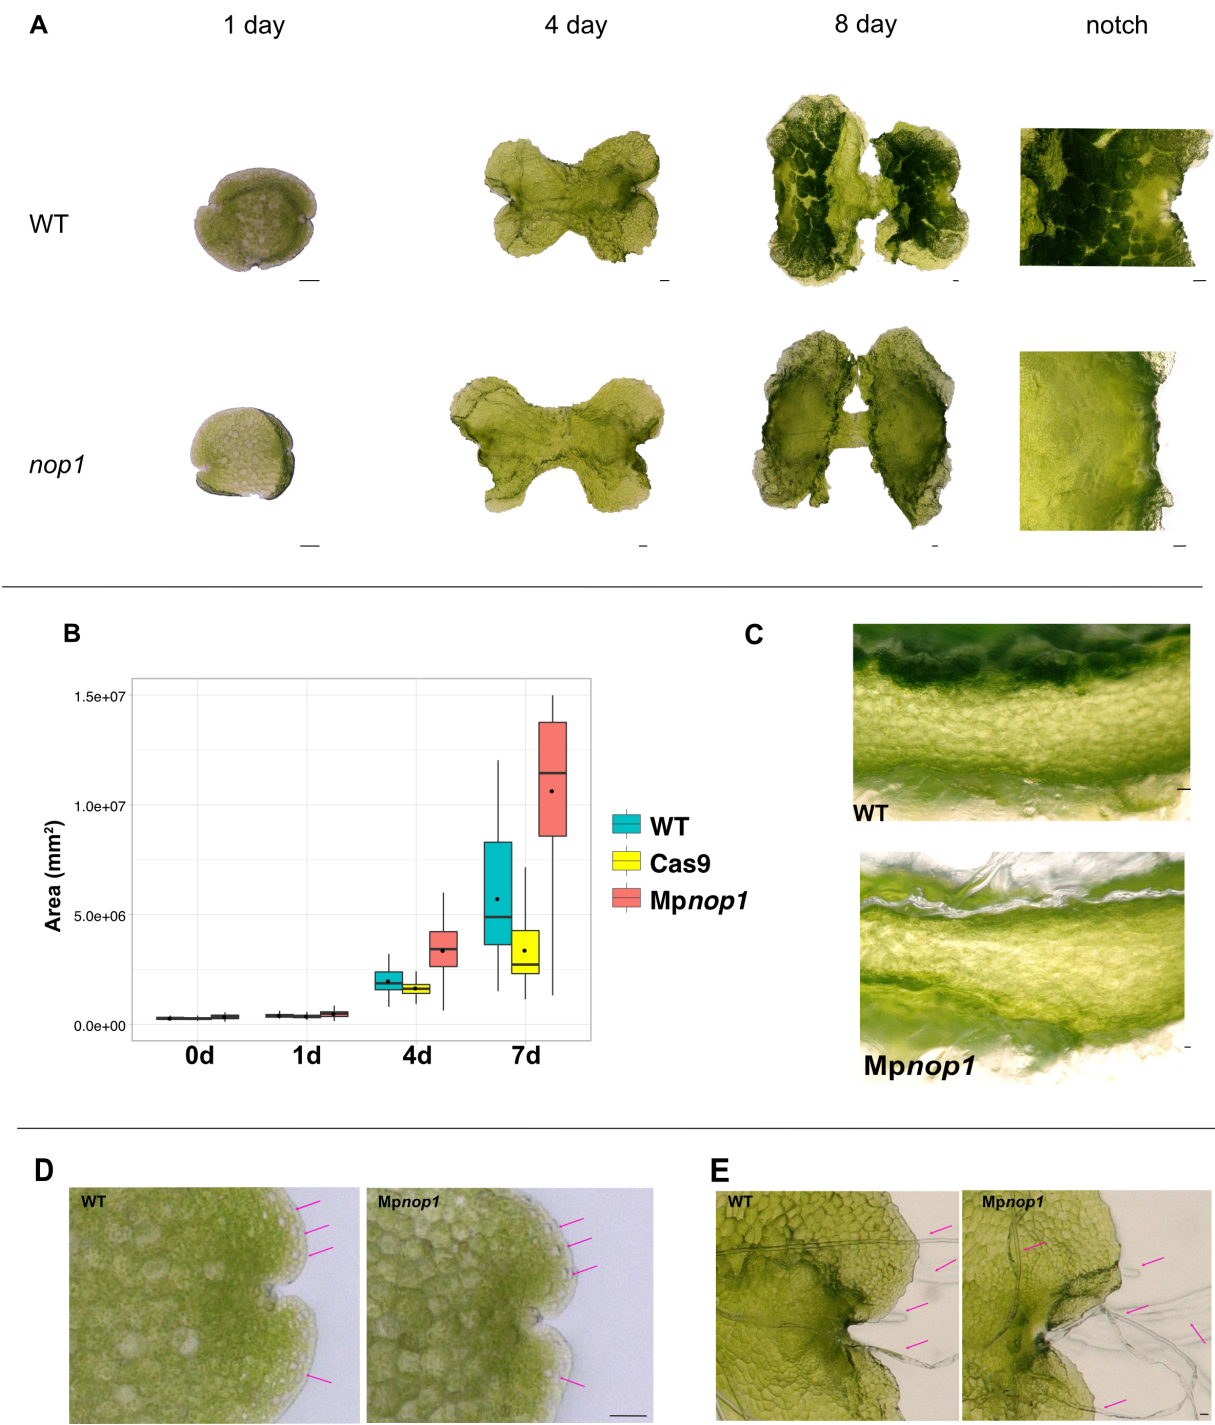 A 1 day 4 day 8 day notch
WT
nop1
B
C
1.5e+07
1.0e+07
5.0e+06
0.0e+00
Area (mm²)
0d 1d 4d 7d
WT
Cas9
Mpnop1
WT
Mpnop1
D
WT
Mpnop1
E
WT
Mpnop1